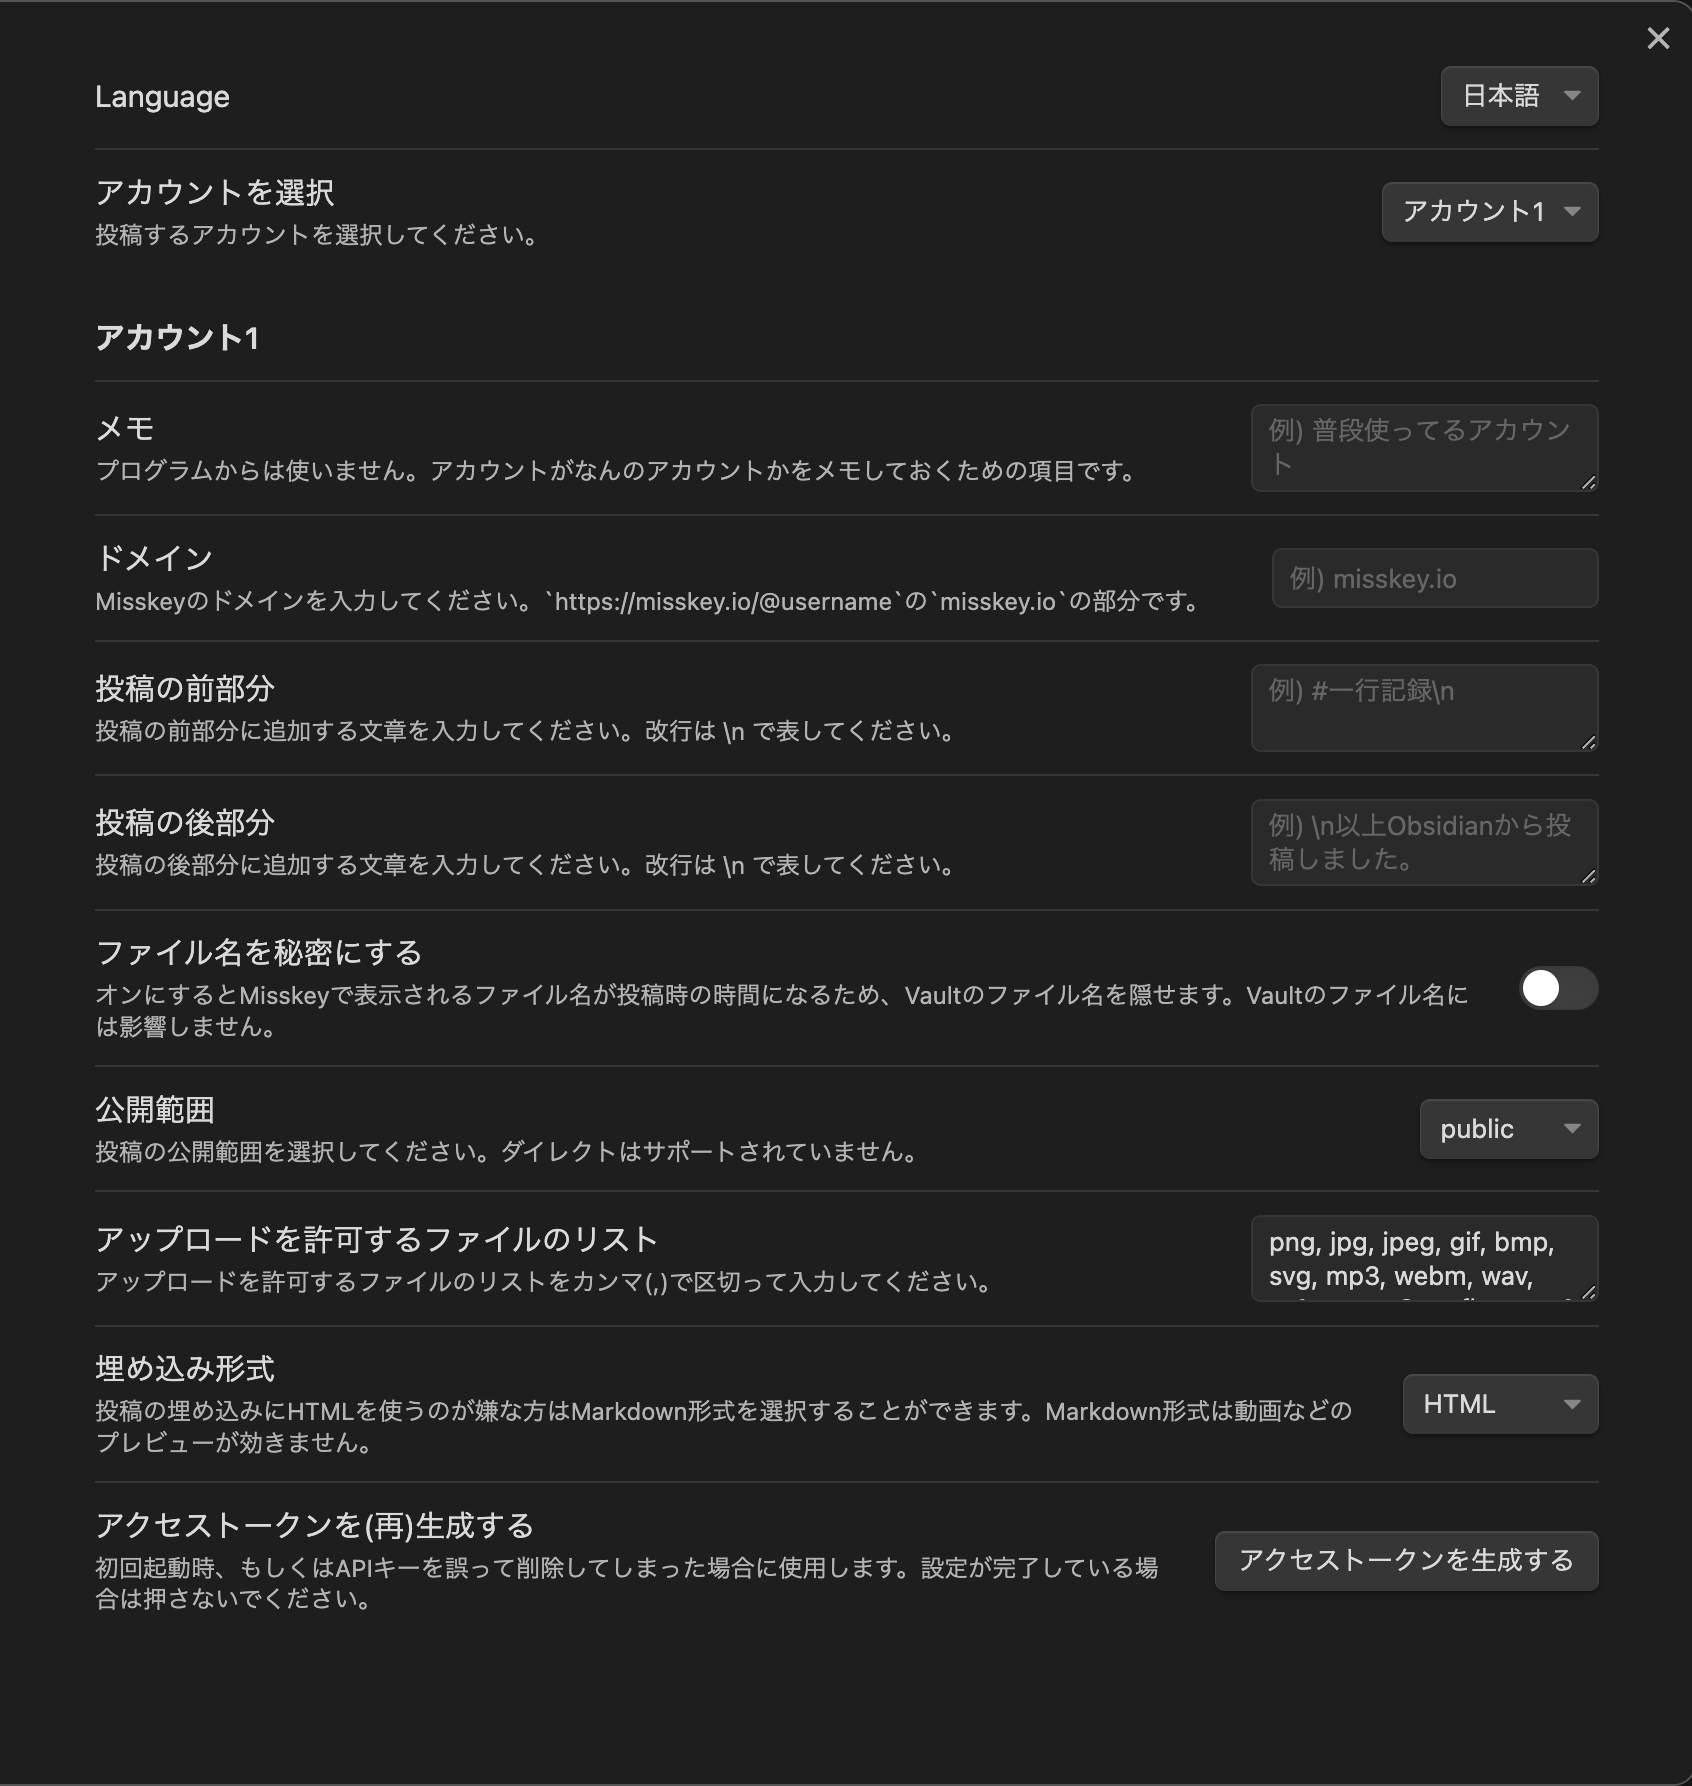 Language
日本語
アカウントを選択
投稿するアカウントを選択してください。
アカウント1
アカウント1
メモ
プログラムからは使いません。アカウントがなんのアカウントかをメモしておくための項目です。
例) 普段使ってるアカウン
ト
ドメイン
Misskeyのドメインを入力してください。`https://misskey.io/@username`の`misskey.io`の部分です。
例) misskey.io
投稿の前部分
投稿の前部分に追加する文章を入力してください。改行は \n で表してください。
例) #一行記録\n
投稿の後部分
投稿の後部分に追加する文章を入力してください。改行は \n で表してください。
例) \n以上Obsidianから投
稿しました。
ファイル名を秘密にする
オンにするとMisskeyで表示されるファイル名が投稿時の時間になるため、Vaultのファイル名を隠せます。Vaultのファイル名に
は影響しません。
公開範囲
投稿の公開範囲を選択してください。ダイレクトはサポートされていません。
public
アップロードを許可するファイルのリスト
アップロードを許可するファイルのリストをカンマ(,)で区切って入力してください。
png, jpg, jpeg, gif, bmp,
svg, mp3, webm, wav,
埋め込み形式
投稿の埋め込みにHTMLを使うのが嫌な方はMarkdown形式を選択することができます。Markdown形式は動画などの
プレビューが効きません。
HTML
アクセストークンを(再)生成する
初回起動時、もしくはAPIキーを誤って削除してしまった場合に使用します。設定が完了している場
合は押さないでください。
アクセストークンを生成する